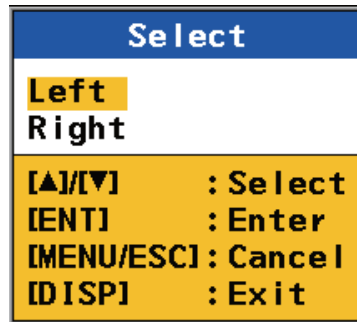 Select
Left
Right
[▲]/[▼] :Select
[ENT] :Enter
[MENU/ESC]:Cancel
[DISP] :Exit